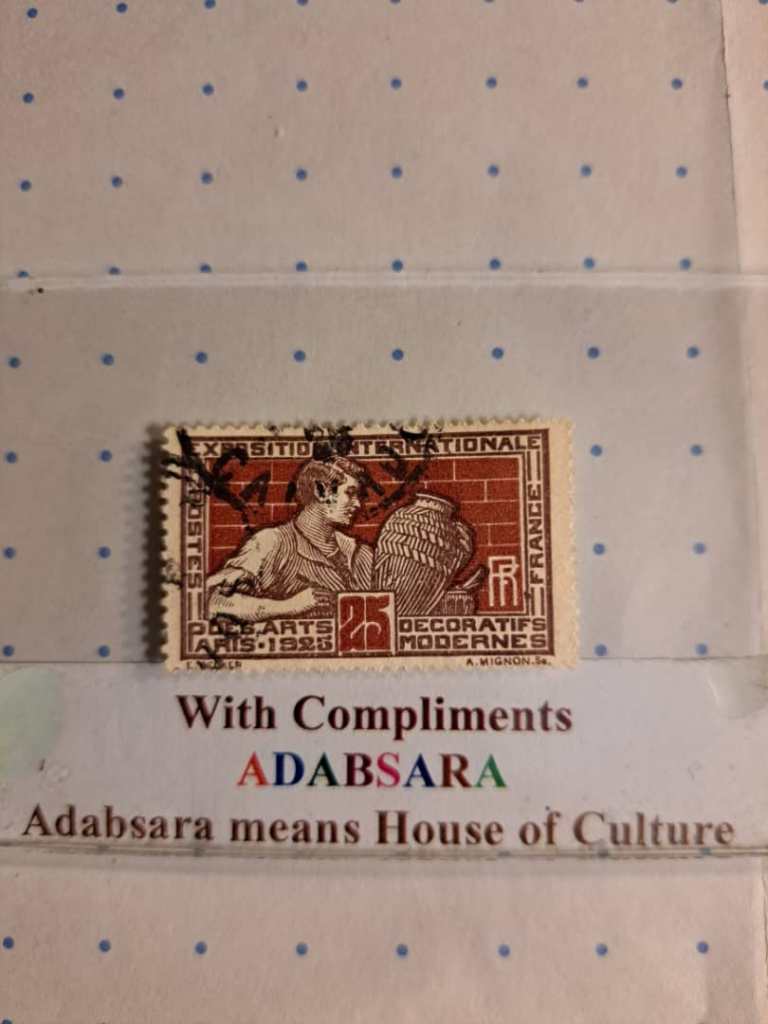 EXPOSITION INTERNATIONALE
POSTES
FRANCE
RF
25
DES ARTS DECORATIFS
PARIS·1925 MODERNES
A. MIGNON. Sc.
With Compliments
ADABSARA
Adabsara means House of Culture